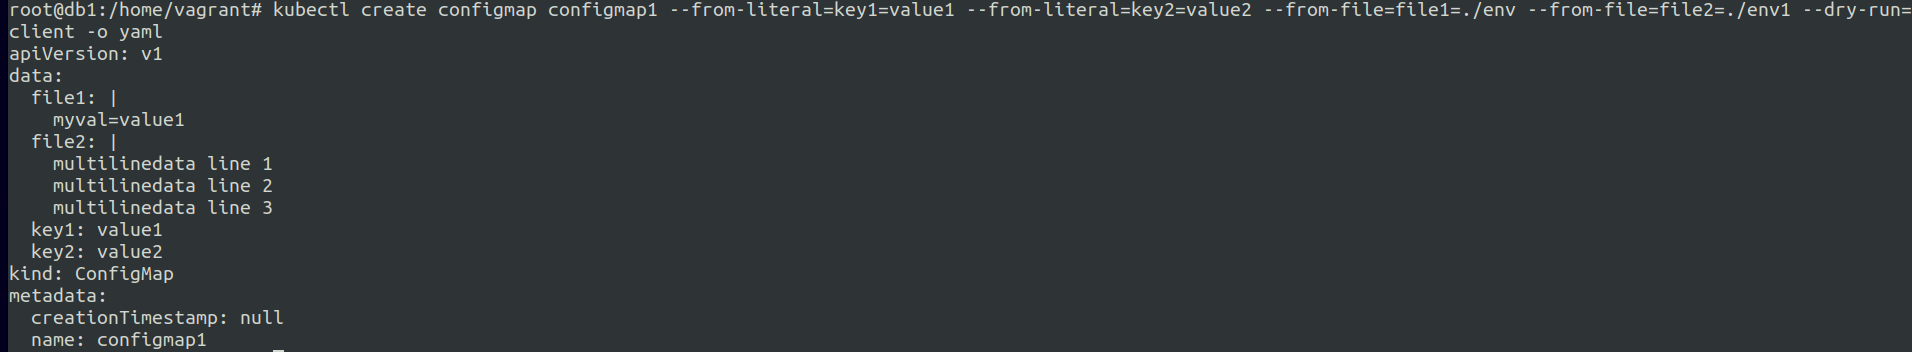 root@db1:/home/vagrant# kubectl create configmap configmap1 --from-literal=key1=value1 --from-literal=key2=value2 --from-file=file1=./env --from-file=file2=./env1 --dry-run=
client -o yaml
apiVersion: v1
data:
  file1: |
    myval=value1
  file2: |
    multilinedata line 1
    multilinedata line 2
    multilinedata line 3
  key1: value1
  key2: value2
kind: ConfigMap
metadata:
  creationTimestamp: null
  name: configmap1